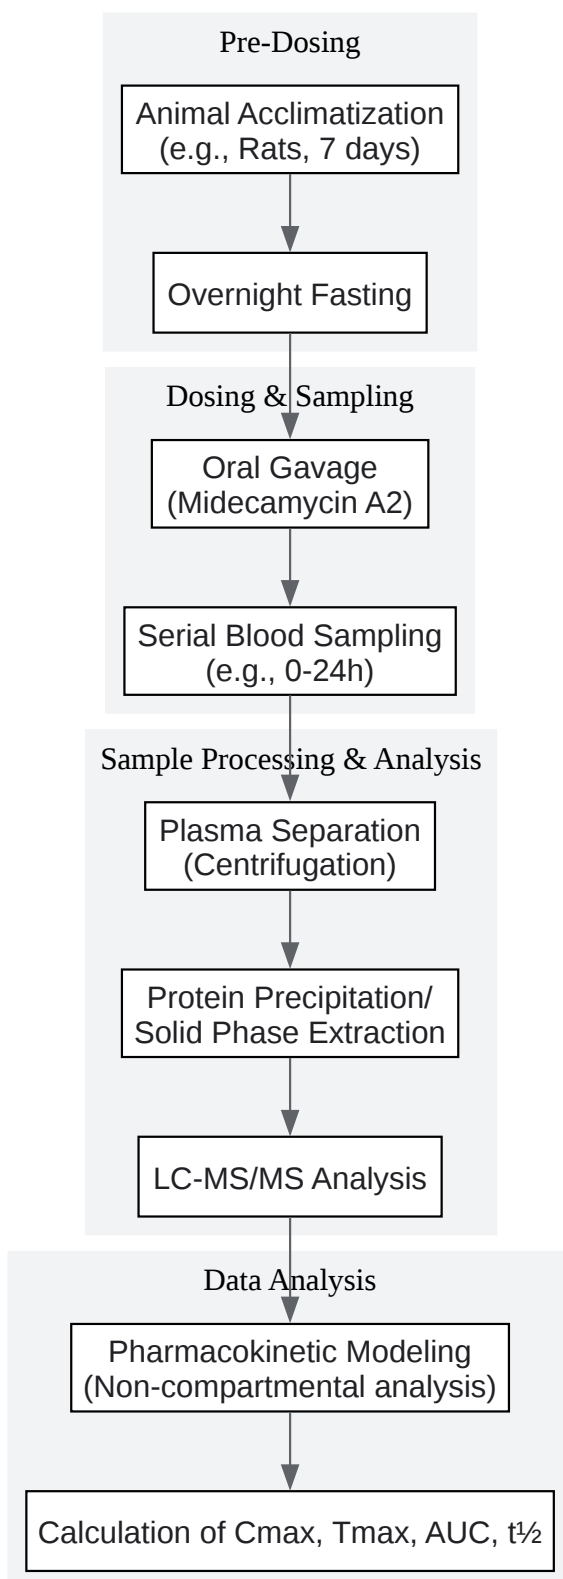 Pre-Dosing
Animal Acclimatization
(e.g., Rats, 7 days)
Overnight Fasting
Dosing & Sampling
Oral Gavage
(Midecamycin A2)
Serial Blood Sampling
(e.g., 0-24h)
Sample Processing & Analysis
Plasma Separation
(Centrifugation)
Protein Precipitation/
Solid Phase Extraction
LC-MS/MS Analysis
Data Analysis
Pharmacokinetic Modeling
(Non-compartmental analysis)
Calculation of Cmax, Tmax, AUC, t½